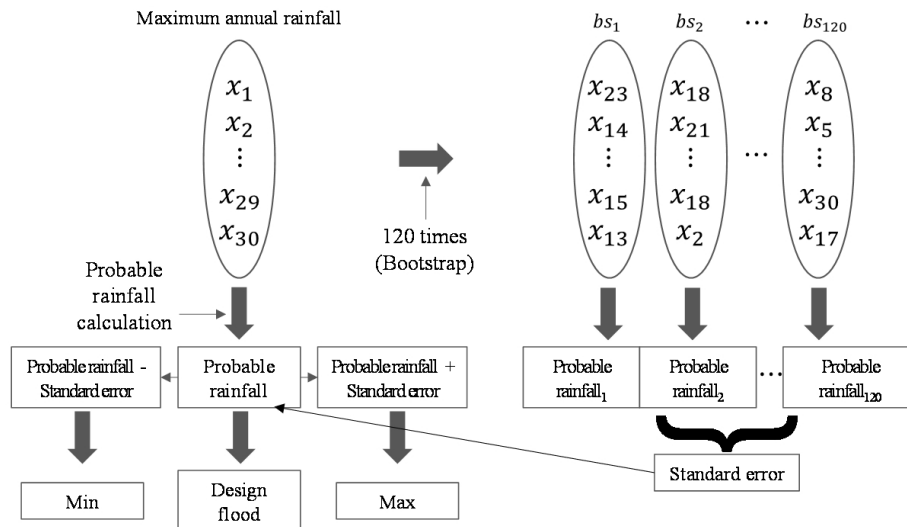 Maximum annual rainfall
x₁
x₂
⋮
x₂₉
x₃₀
120 times
(Bootstrap)
bs₁ bs₂ ⋯ bs₁₂₀
x₂₃ x₁₈ x₈
x₁₄ x₂₁ x₅
⋮ ⋮ ⋯ ⋮
x₁₅ x₁₈ x₃₀
x₁₃ x₂ x₁₇
Probable
rainfall
calculation
Probable rainfall -
Standard error
Probable
rainfall
Probable rainfall +
Standard error
Probable
rainfall₁
Probable
rainfall₂
⋯
Probable
rainfall₁₂₀
Standard error
Min
Design
flood
Max